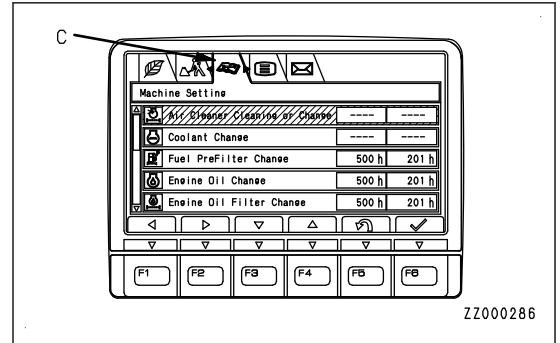 C
Machine Setting
Air Cleaner Cleaning or Change ---- ----
Coolant Change ---- ----
Fuel PreFilter Change 500 h 201 h
Engine Oil Change 500 h 201 h
Engine Oil Filter Change 500 h 201 h
F1 F2 F3 F4 F5 F6
ZZ000286